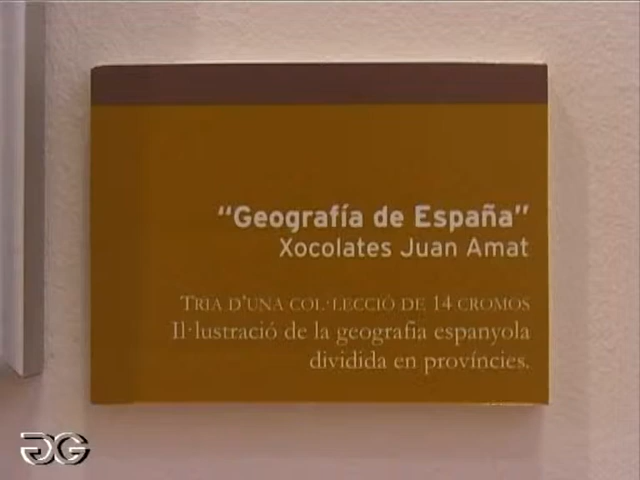 "Geografía de España"
Xocolates Juan Amat
TRIA D'UNA COL·LECCIÓ DE 14 CROMOS
Il·lustració de la geografia espanyola
dividida en províncies.
GG